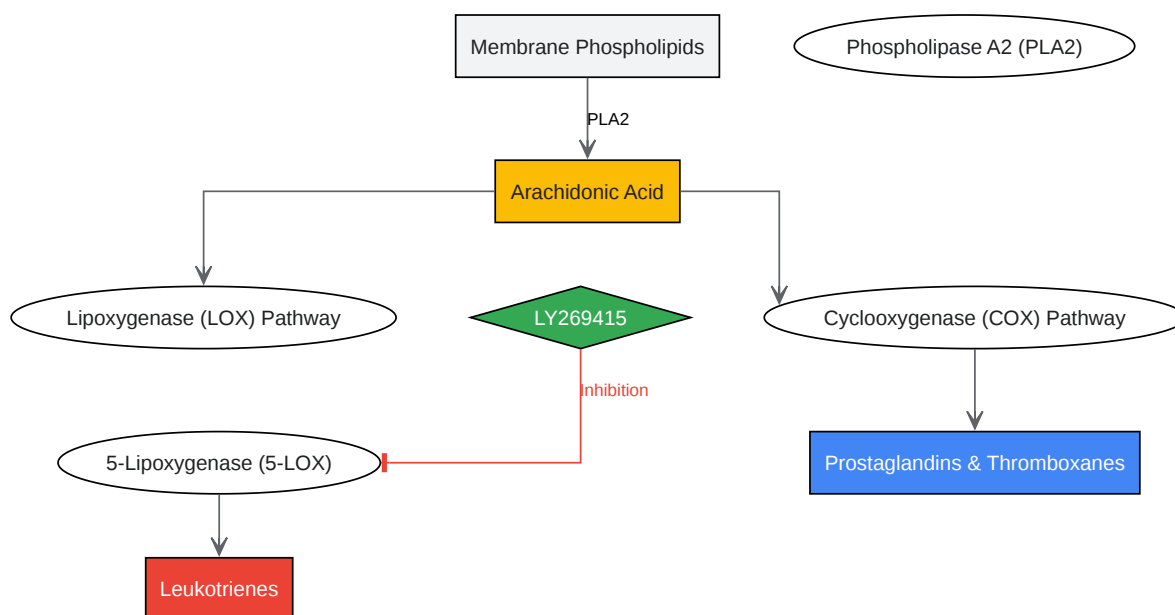 Membrane Phospholipids
Phospholipase A2 (PLA2)
PLA2
Arachidonic Acid
Lipoxygenase (LOX) Pathway
LY269415
Cyclooxygenase (COX) Pathway
Inhibition
5-Lipoxygenase (5-LOX)
Prostaglandins & Thromboxanes
Leukotrienes